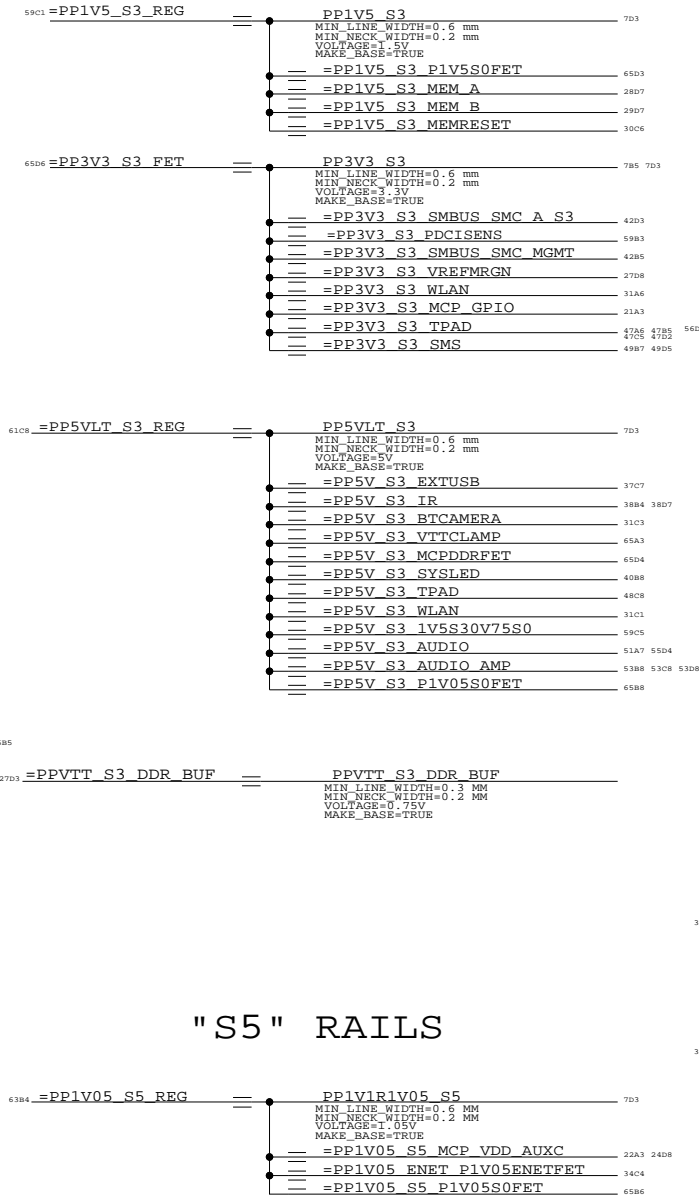 59C1 =PP1V5_S3_REG PP1V5_S3 7D3
MIN_LINE_WIDTH=0.6 mm
MIN_NECK_WIDTH=0.2 mm
VOLTAGE=1.5V
MAKE_BASE=TRUE
=PP1V5_S3_P1V5S0FET 65D3
=PP1V5_S3_MEM_A 28D7
=PP1V5_S3_MEM_B 29D7
=PP1V5_S3_MEMRESET 30C6
65D6 =PP3V3_S3_FET PP3V3_S3 7B5 7D3
MIN_LINE_WIDTH=0.6 mm
MIN_NECK_WIDTH=0.2 mm
VOLTAGE=3.3V
MAKE_BASE=TRUE
=PP3V3_S3_SMBUS_SMC_A_S3 42D3
=PP3V3_S3_PDCISENS 59B3
=PP3V3_S3_SMBUS_SMC_MGMT 42B5
=PP3V3_S3_VREFMRGN 27D8
=PP3V3_S3_WLAN 31A6
=PP3V3_S3_MCP_GPIO 21A3
=PP3V3_S3_TPAD 47A6 47B5 56D
47C5 47D2
=PP3V3_S3_SMS 49B7 49D5
61C8 =PP5VLT_S3_REG PP5VLT_S3 7D3
MIN_LINE_WIDTH=0.6 mm
MIN_NECK_WIDTH=0.2 mm
VOLTAGE=5V
MAKE_BASE=TRUE
=PP5V_S3_EXTUSB 37C7
=PP5V_S3_IR 38B4 38D7
=PP5V_S3_BTCAMERA 31C3
=PP5V_S3_VTTCLAMP 65A3
=PP5V_S3_MCPDDRFET 65D4
=PP5V_S3_SYSLED 40B8
=PP5V_S3_TPAD 48C8
=PP5V_S3_WLAN 31C1
=PP5V_S3_1V5S30V75S0 59C5
=PP5V_S3_AUDIO 51A7 55D4
=PP5V_S3_AUDIO_AMP 53B8 53C8 53D8
=PP5V_S3_P1V05S0FET 65B8
27D3 =PPVTT_S3_DDR_BUF PPVTT_S3_DDR_BUF
MIN_LINE_WIDTH=0.3 MM
MIN_NECK_WIDTH=0.2 MM
VOLTAGE=0.75V
MAKE_BASE=TRUE
3
"S5" RAILS
3
63B4 =PP1V05_S5_REG PP1V1R1V05_S5 7D3
MIN_LINE_WIDTH=0.6 MM
MIN_NECK_WIDTH=0.2 MM
VOLTAGE=1.05V
MAKE_BASE=TRUE
=PP1V05_S5_MCP_VDD_AUXC 22A3 24D8
=PP1V05_ENET_P1V05ENETFET 34C4
=PP1V05_S5_P1V05S0FET 65B6